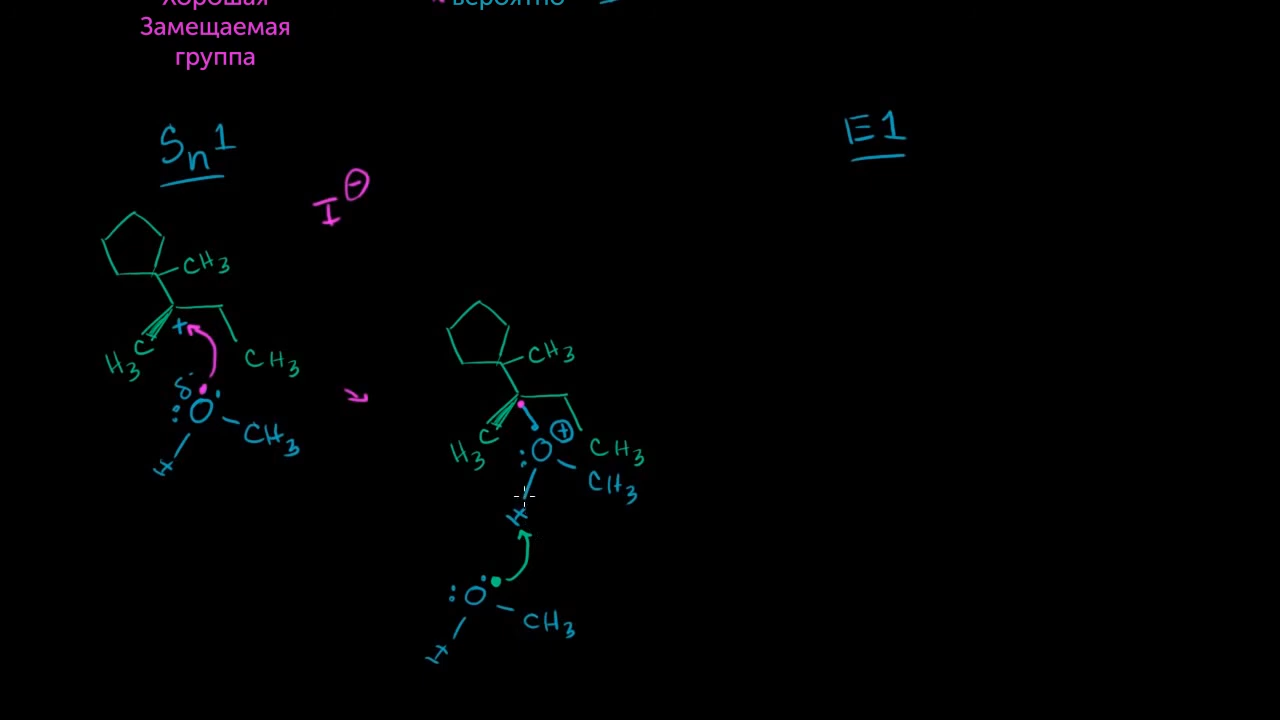 Хорошая
вероятно
Замещаемая
группа
Sn1
E1
I⊖
CH3
H3C
+
CH3
δ-
:O
CH3
H
CH3
H3C
⊕
CH3
:O
CH3
H
:O
CH3
H